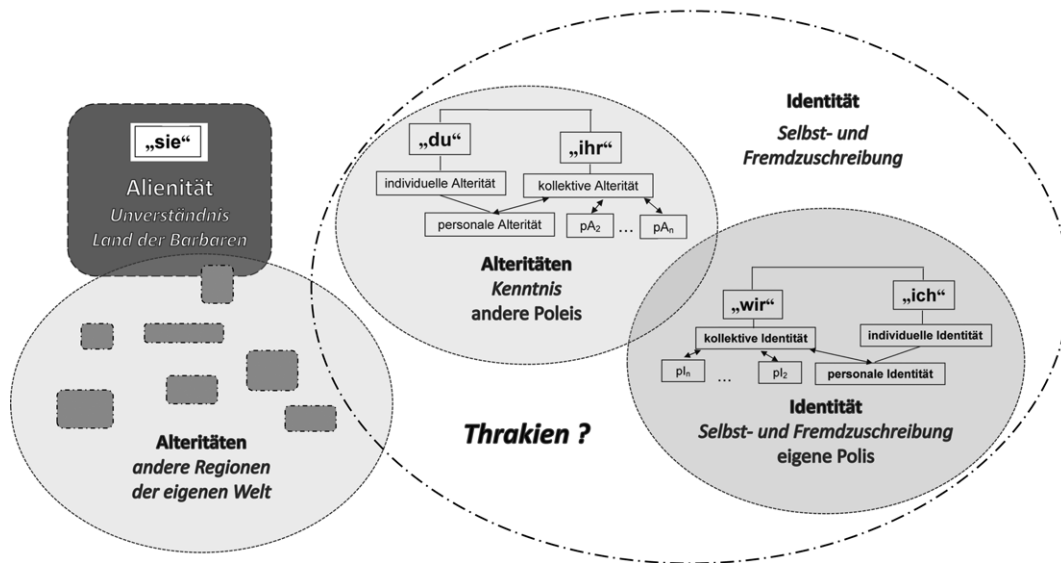 „sie“
Alienität
Unverständnis
Land der Barbaren
Alteritäten
andere Regionen
der eigenen Welt
„du“
„ihr“
individuelle Alterität
kollektive Alterität
personale Alterität
pA₂
...
pAₙ
Alteritäten
Kenntnis
andere Poleis
Identität
Selbst- und
Fremdzuschreibung
Thrakien ?
„wir“
„ich“
kollektive Identität
individuelle Identität
pIₙ
...
pI₂
personale Identität
Identität
Selbst- und Fremdzuschreibung
eigene Polis